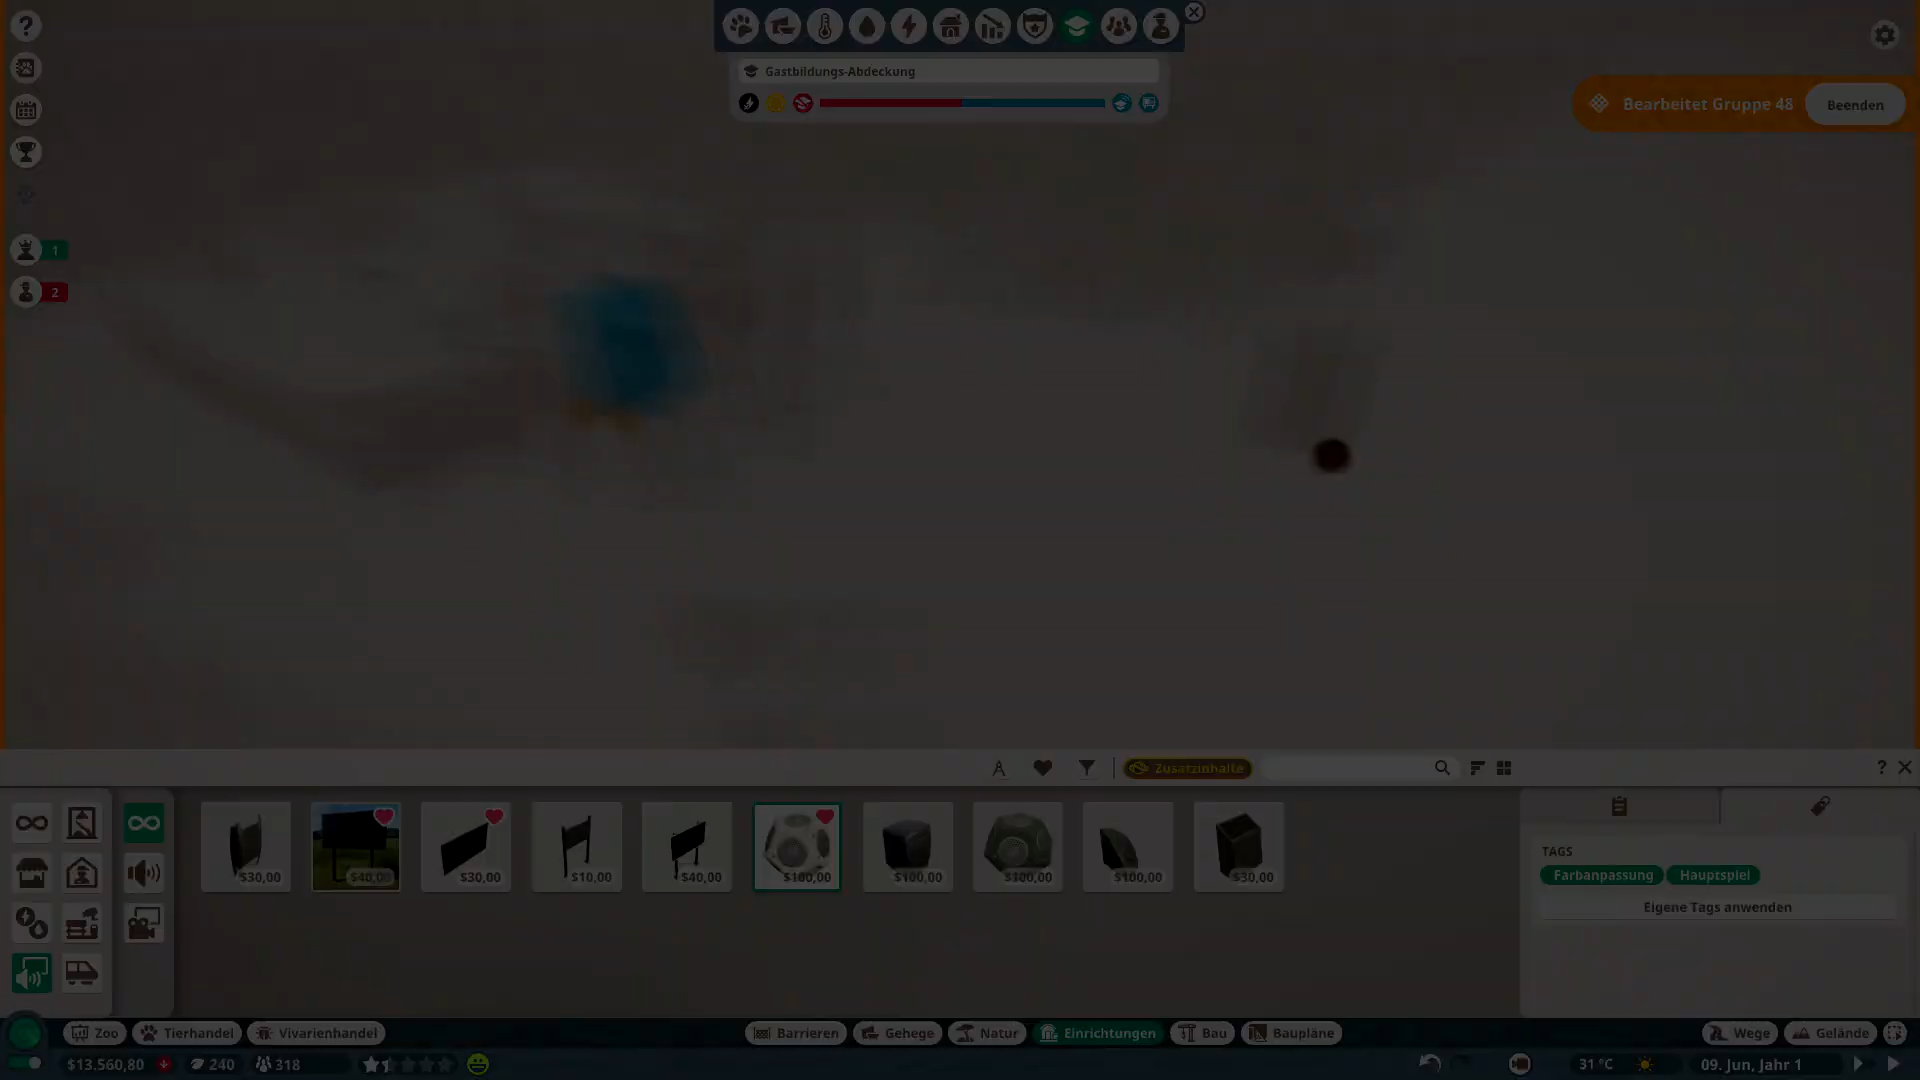 ?
Gastbildungs-Abdeckung
Bearbeitet Gruppe 48
Beenden
1
2
Zusatzinhalte
?
$30,00
$40,00
$30,00
$10,00
$40,00
$100,00
$100,00
$100,00
$100,00
$30,00
TAGS
Farbanpassung
Hauptspiel
Eigene Tags anwenden
Zoo
Tierhandel
Vivarienhandel
Barrieren
Gehege
Natur
Einrichtungen
Bau
Baupläne
Wege
Gelände
$13.560,80
240
318
31 °C
09. Jun, Jahr 1